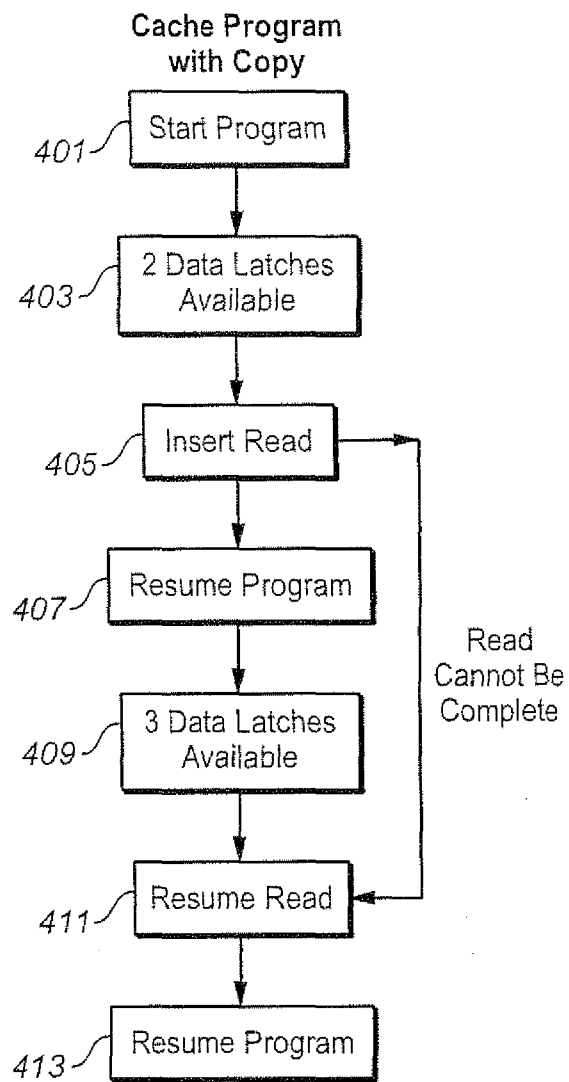 Cache Program
with Copy
401
Start Program
403
2 Data Latches
Available
405
Insert Read
407
Resume Program
Read
Cannot Be
Complete
409
3 Data Latches
Available
411
Resume Read
413
Resume Program